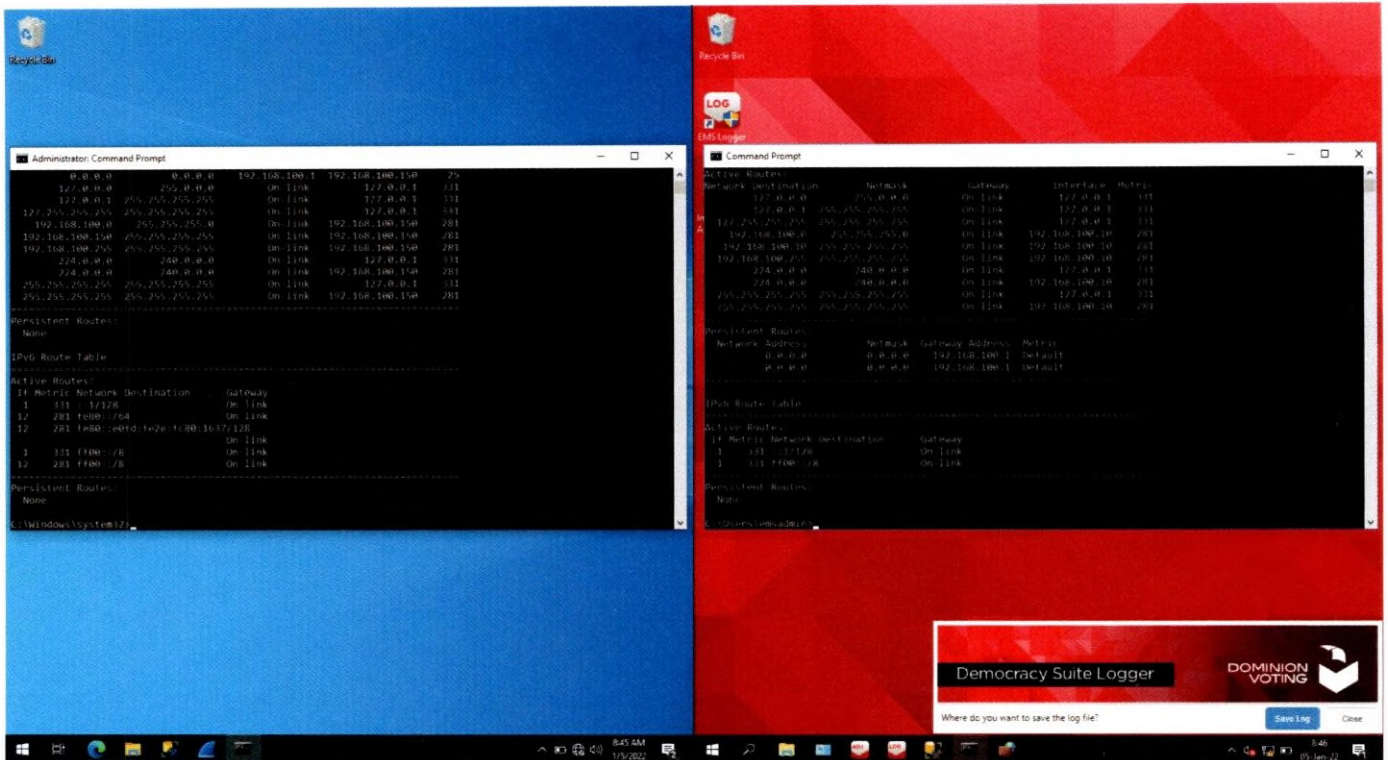 Recycle Bin
Administrator: Command Prompt
0.0.0.0 0.0.0.0 192.168.100.1 192.168.100.150 25
127.0.0.0 255.0.0.0 On-link 127.0.0.1 331
127.0.0.1 255.255.255.255 On-link 127.0.0.1 331
127.255.255.255 255.255.255.255 On-link 127.0.0.1 331
192.168.100.0 255.255.255.0 On-link 192.168.100.150 281
192.168.100.150 255.255.255.255 On-link 192.168.100.150 281
192.168.100.255 255.255.255.255 On-link 192.168.100.150 281
224.0.0.0 240.0.0.0 On-link 127.0.0.1 331
224.0.0.0 240.0.0.0 On-link 192.168.100.150 281
255.255.255.255 255.255.255.255 On-link 127.0.0.1 331
255.255.255.255 255.255.255.255 On-link 192.168.100.150 281
Persistent Routes:
None
IPv6 Route Table
Active Routes:
If Metric Network Destination Gateway
1 331 ::1/128 On-link
12 281 fe80::/64 On-link
12 281 fe80::e0fd:fe2e:fc80:1637/128
On-link
1 331 ff00::/8 On-link
12 281 ff00::/8 On-link
Persistent Routes:
None
C:\Windows\system32>
8:45 AM
1/5/2022
Recycle Bin
LOG
EMS Logger
Command Prompt
Active Routes:
Network Destination Netmask Gateway Interface Metric
127.0.0.0 255.0.0.0 On-link 127.0.0.1 331
127.0.0.1 255.255.255.255 On-link 127.0.0.1 331
127.255.255.255 255.255.255.255 On-link 127.0.0.1 331
192.168.100.0 255.255.255.0 On-link 192.168.100.10 281
192.168.100.10 255.255.255.255 On-link 192.168.100.10 281
192.168.100.255 255.255.255.255 On-link 192.168.100.10 281
224.0.0.0 240.0.0.0 On-link 127.0.0.1 331
224.0.0.0 240.0.0.0 On-link 192.168.100.10 281
255.255.255.255 255.255.255.255 On-link 127.0.0.1 331
255.255.255.255 255.255.255.255 On-link 192.168.100.10 281
Persistent Routes:
Network Address Netmask Gateway Address Metric
0.0.0.0 0.0.0.0 192.168.100.1 Default
0.0.0.0 0.0.0.0 192.168.100.1 Default
IPv6 Route Table
Active Routes:
If Metric Network Destination Gateway
1 331 ::1/128 On-link
1 331 ff00::/8 On-link
Persistent Routes:
None
C:\Users\emsadmin>
Democracy Suite Logger
DOMINION
VOTING
Where do you want to save the log file?
Save Log
Close
8:46
05-Jan-22